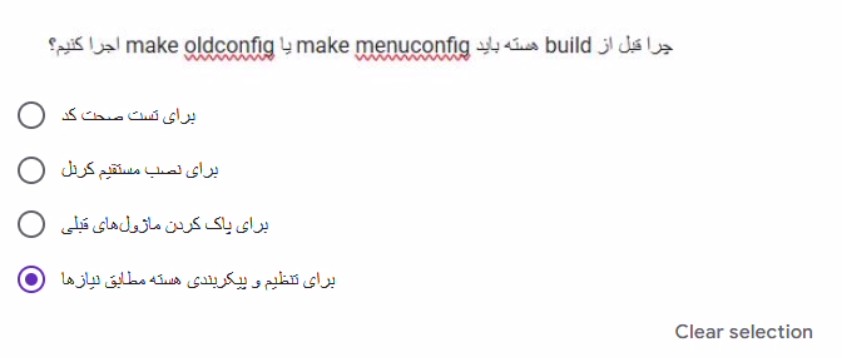 چرا قبل از build هسته باید make menuconfig یا make oldconfig اجرا کنیم؟
برای تست صحت کد
برای نصب مستقیم کرنل
برای پاک کردن ماژول‌های قبلی
برای تنظیم و پیکربندی هسته مطابق نیازها
Clear selection